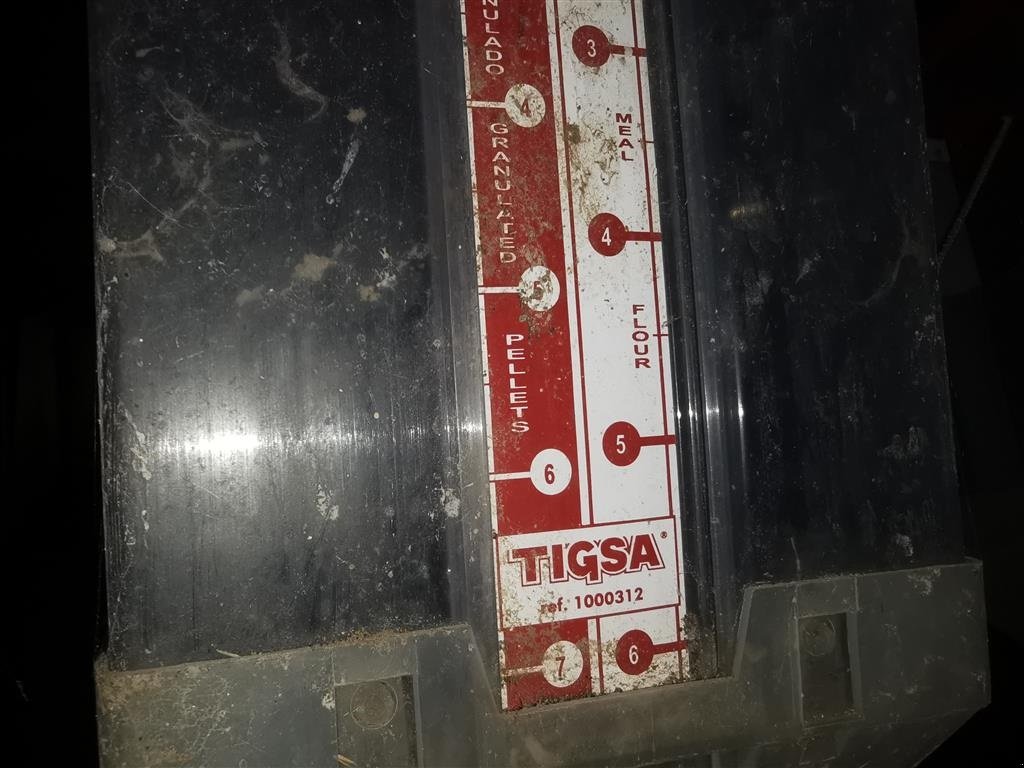 NULADO
3
4
MEAL
GRANULATED
4
5
FLOUR
PELLETS
5
6
TIGSA®
ref. 1000312
7
6